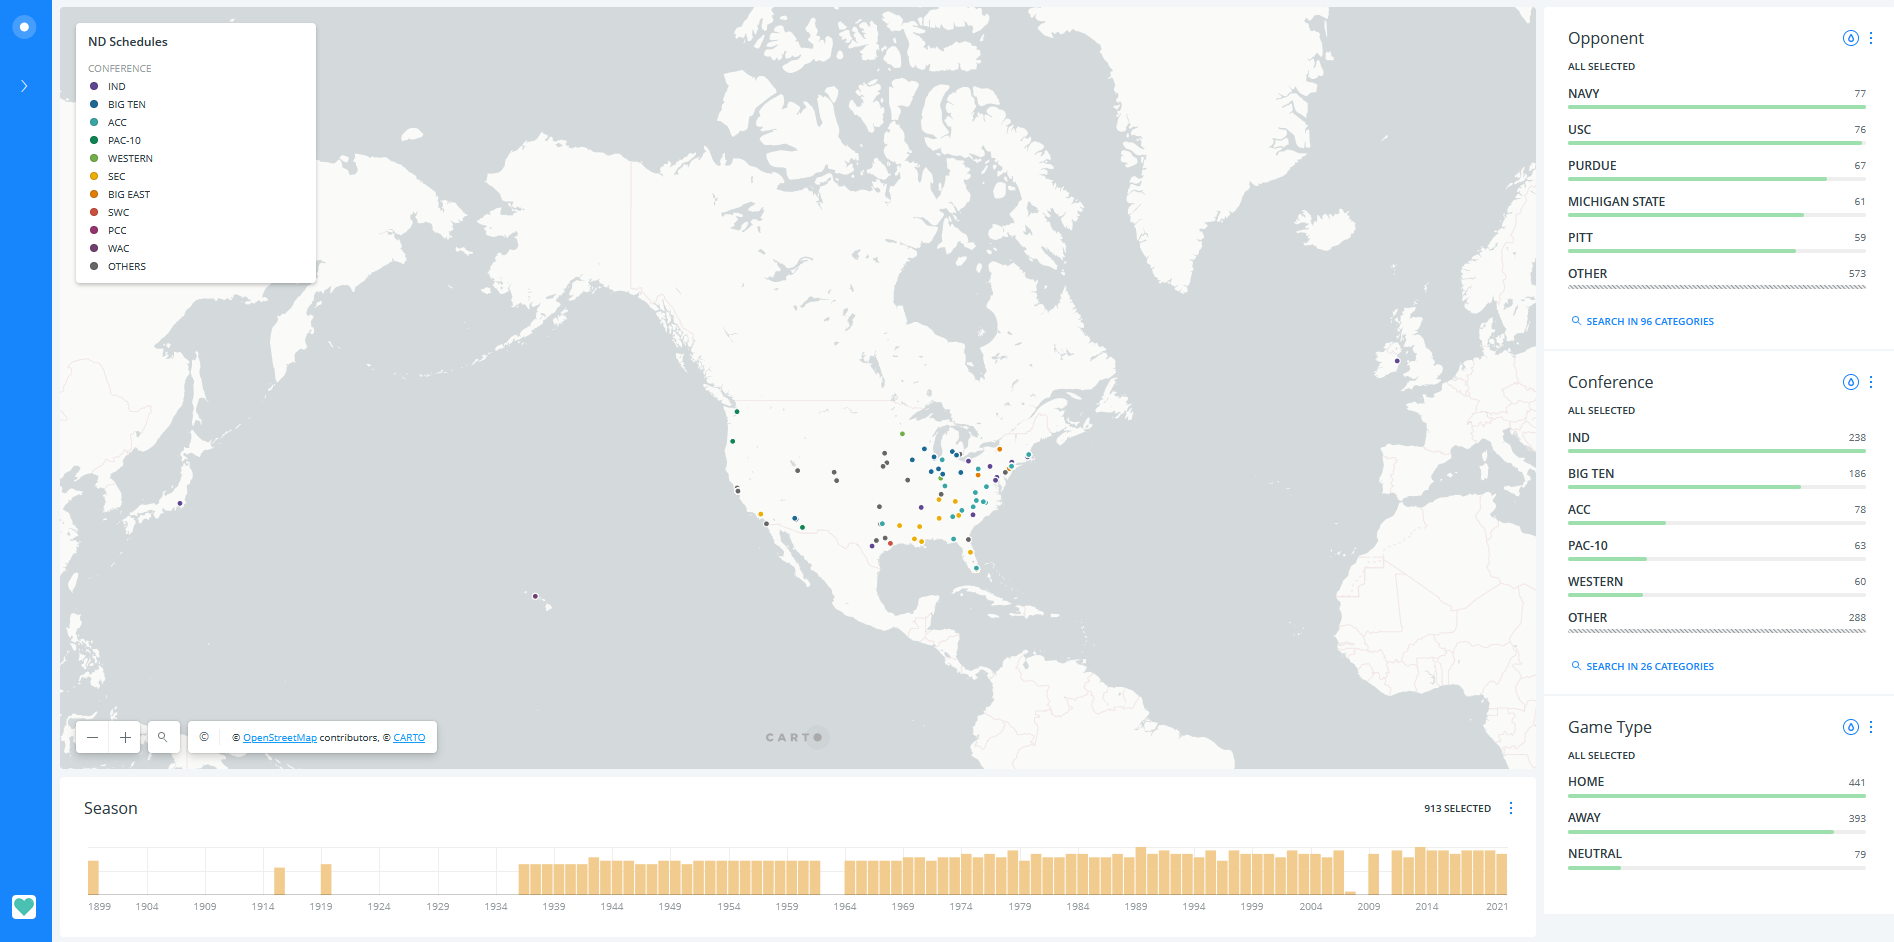 ND Schedules
CONFERENCE
IND
BIG TEN
ACC
PAC-10
WESTERN
SEC
BIG EAST
SWC
PCC
WAC
OTHERS
© © OpenStreetMap contributors, © CARTO
CARTO
Season
913 SELECTED
1899 1904 1909 1914 1919 1924 1929 1934 1939 1944 1949 1954 1959 1964 1969 1974 1979 1984 1989 1994 1999 2004 2009 2014 2021
Opponent
ALL SELECTED
NAVY 77
USC 76
PURDUE 67
MICHIGAN STATE 61
PITT 59
OTHER 573
SEARCH IN 96 CATEGORIES
Conference
ALL SELECTED
IND 238
BIG TEN 186
ACC 78
PAC-10 63
WESTERN 60
OTHER 288
SEARCH IN 26 CATEGORIES
Game Type
ALL SELECTED
HOME 441
AWAY 393
NEUTRAL 79